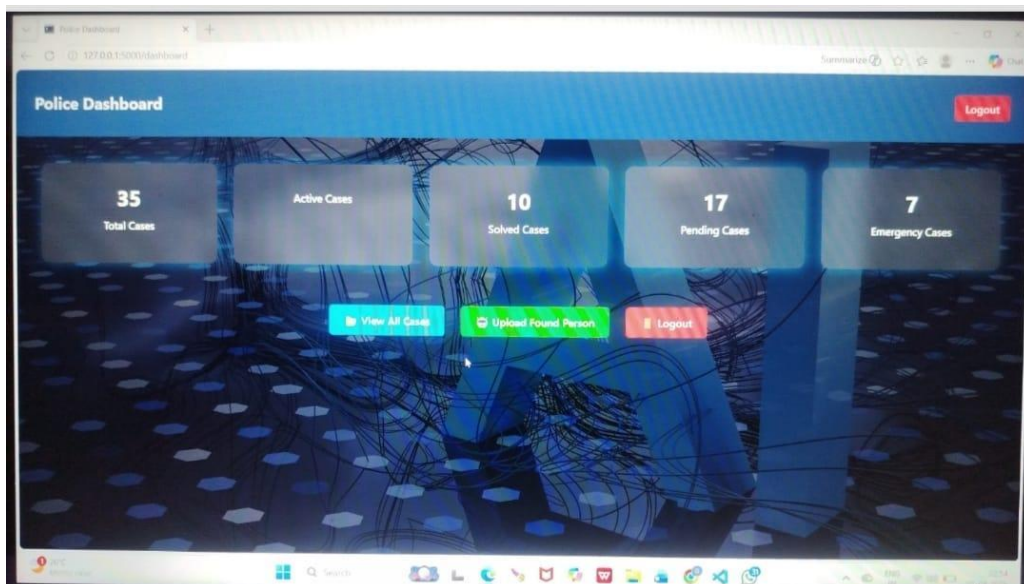 Police Dashboard
127.0.0.1:5000/dashboard
Summarize
Police Dashboard
Logout
35
Total Cases
Active Cases
10
Solved Cases
17
Pending Cases
7
Emergency Cases
View All Cases
Upload Found Person
Logout
Search
ENG